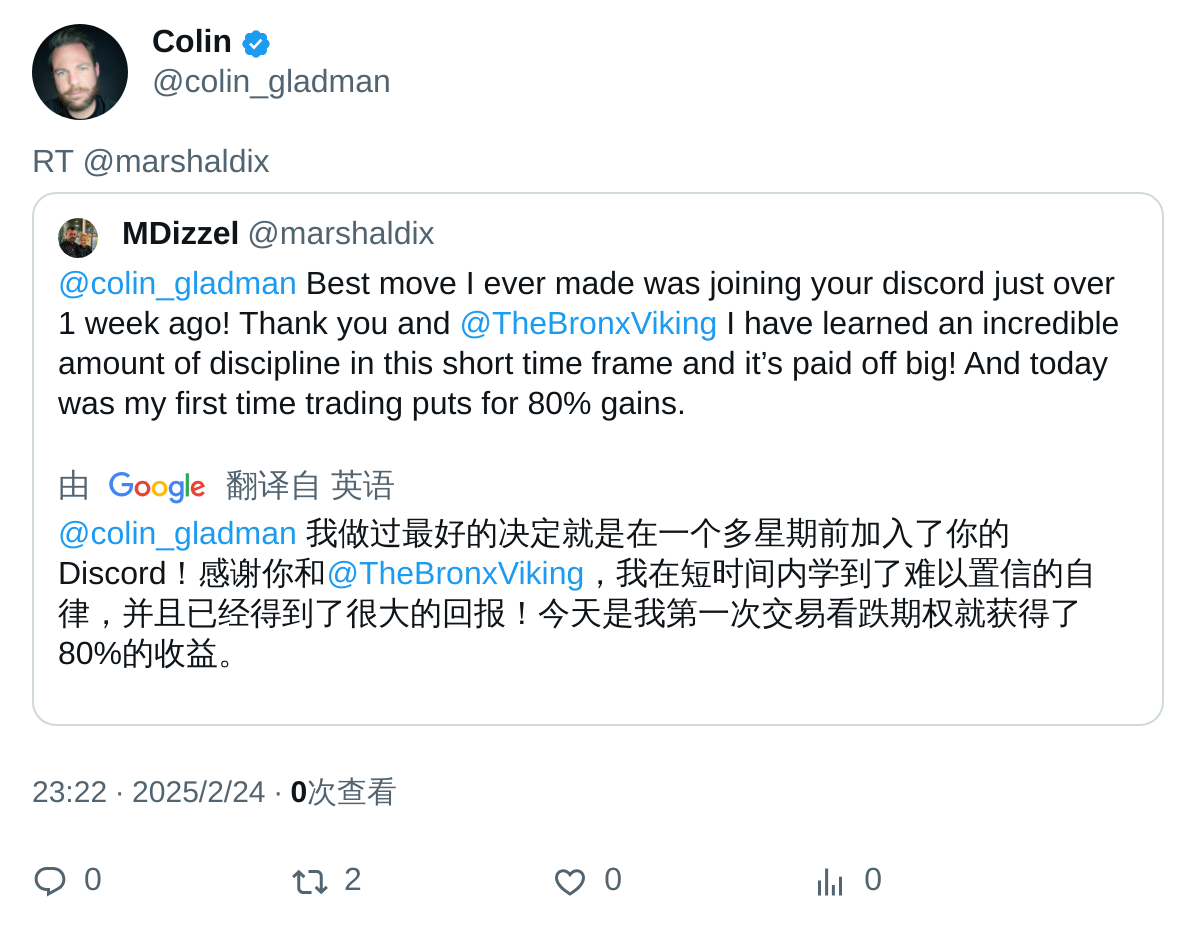 Colin
@colin_gladman
RT @marshaldix
MDizzel @marshaldix
@colin_gladman Best move I ever made was joining your discord just over
1 week ago! Thank you and @TheBronxViking I have learned an incredible
amount of discipline in this short time frame and it’s paid off big! And today
was my first time trading puts for 80% gains.
由 Google 翻译自 英语
@colin_gladman 我做过最好的决定就是在一个多星期前加入了你的
Discord！感谢你和@TheBronxViking，我在短时间内学到了难以置信的自
律，并且已经得到了很大的回报！今天是我第一次交易看跌期权就获得了
80%的收益。
23:22 · 2025/2/24 · 0次查看
0 2 0 0